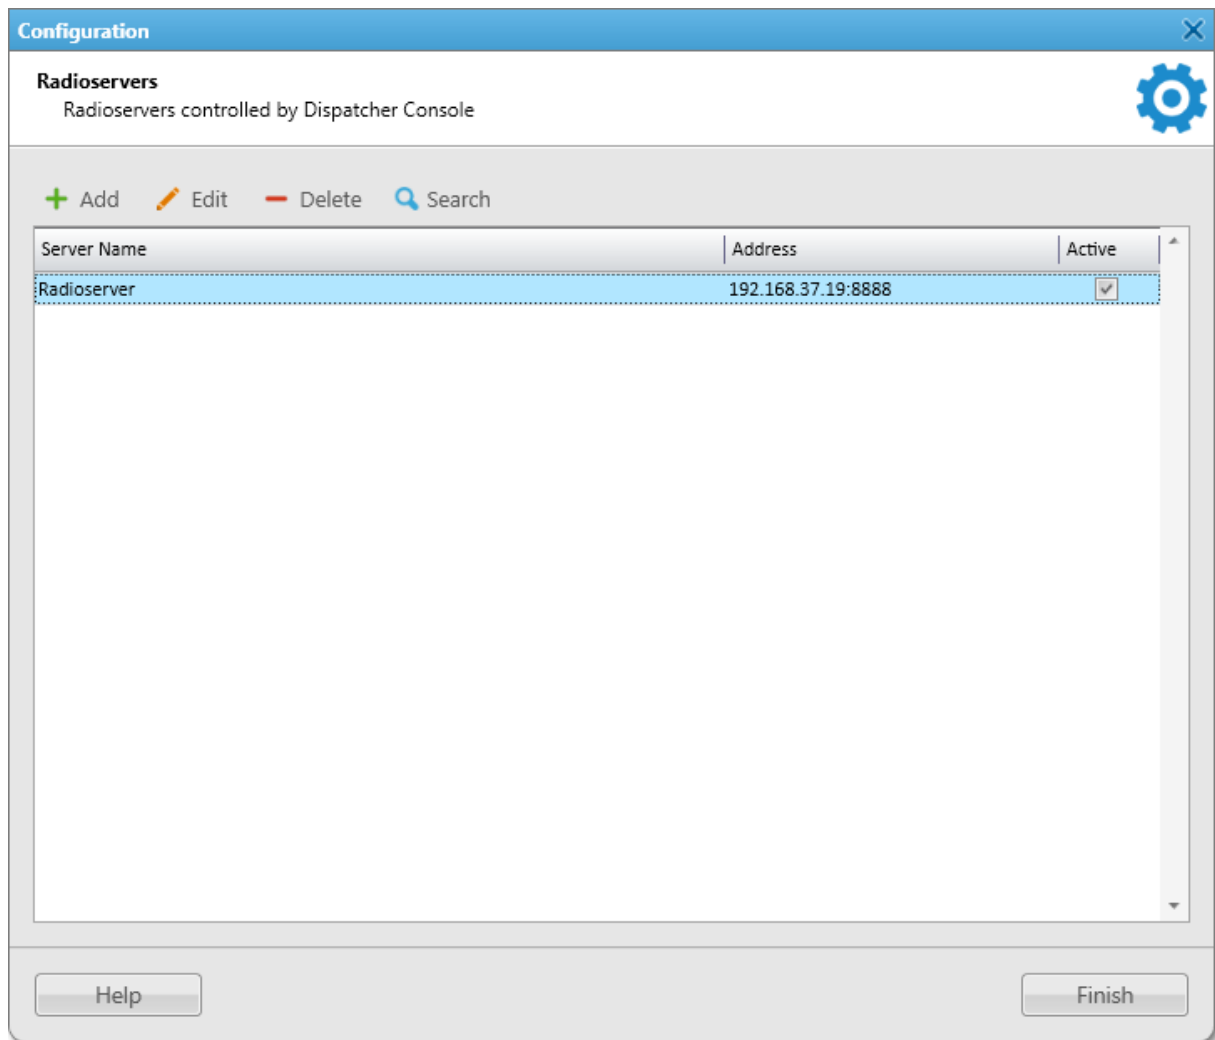 Configuration
Radioservers
Radioservers controlled by Dispatcher Console
Add Edit Delete Search
Server Name Address Active
Radioserver 192.168.37.19:8888
Help Finish